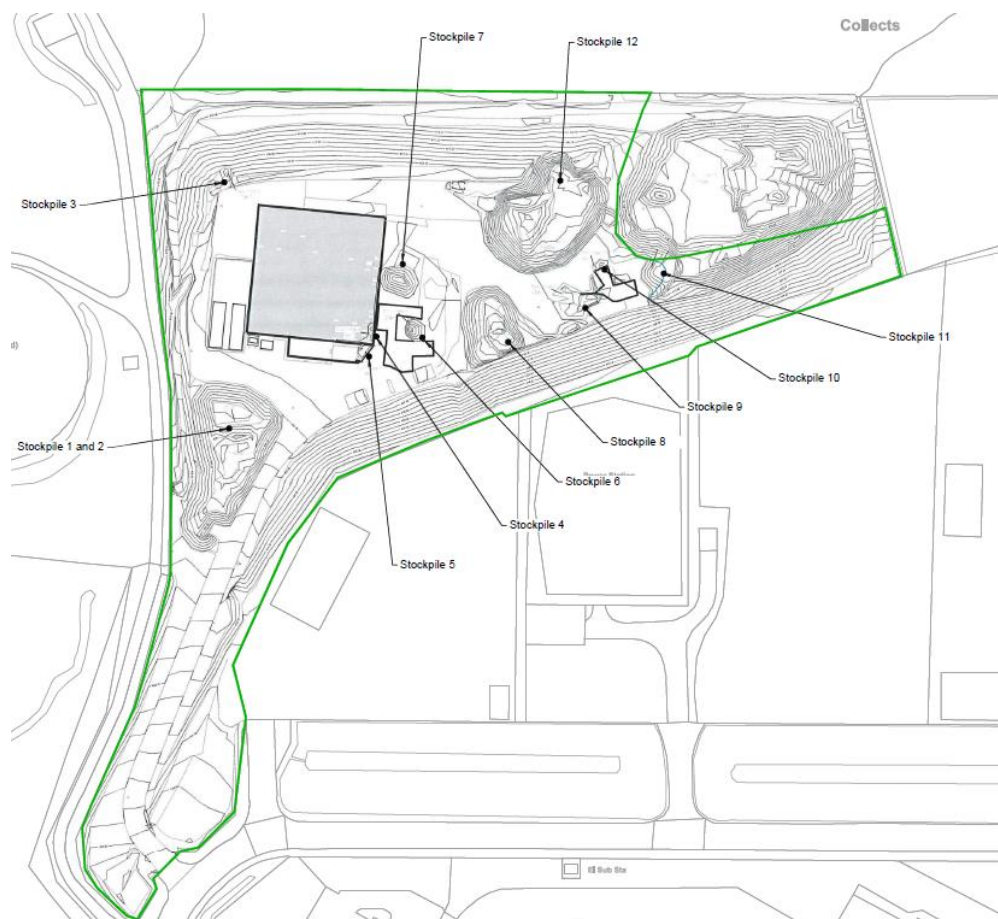 Collects
Stockpile 7
Stockpile 12
Stockpile 3
Stockpile 11
Stockpile 10
Stockpile 9
Stockpile 1 and 2
Stockpile 8
Stockpile 6
Stockpile 4
Stockpile 5
El Sub Sta